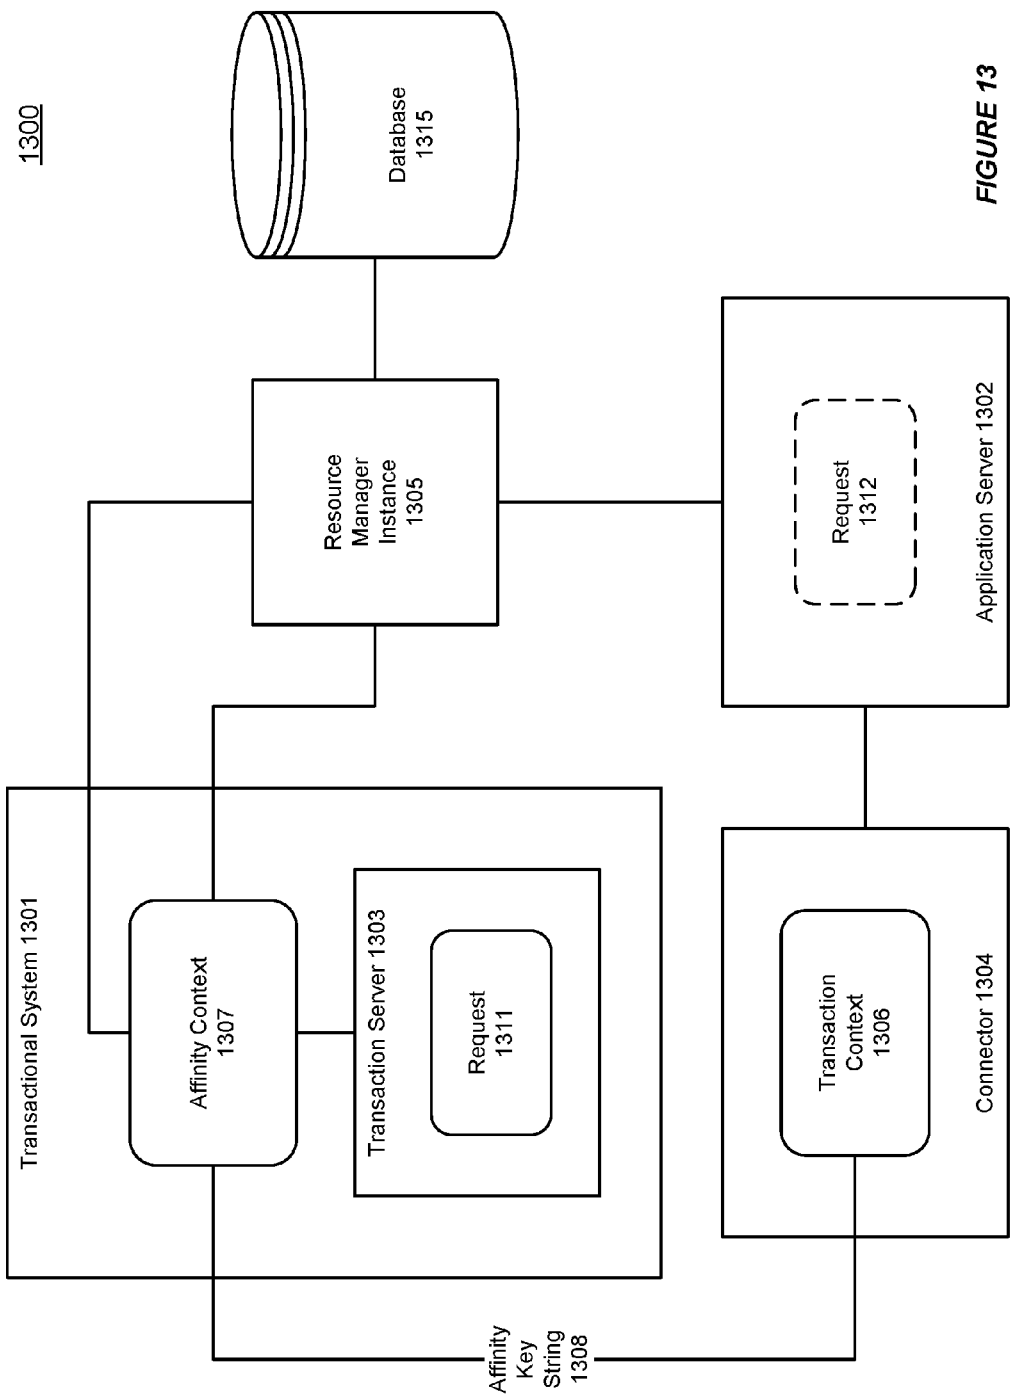 1300
Transactional System 1301
Affinity Context
1307
Transaction Server 1303
Request
1311
Resource
Manager
Instance
1305
Database
1315
Affinity
Key
String
1308
Transaction
Context
1306
Connector 1304
Request
1312
Application Server 1302
FIGURE 13